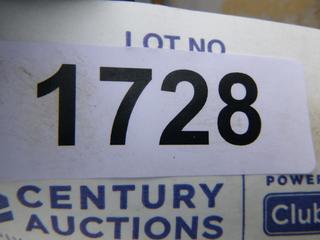 LOT NO
1728
CENTURY
AUCTIONS
POWE
Club